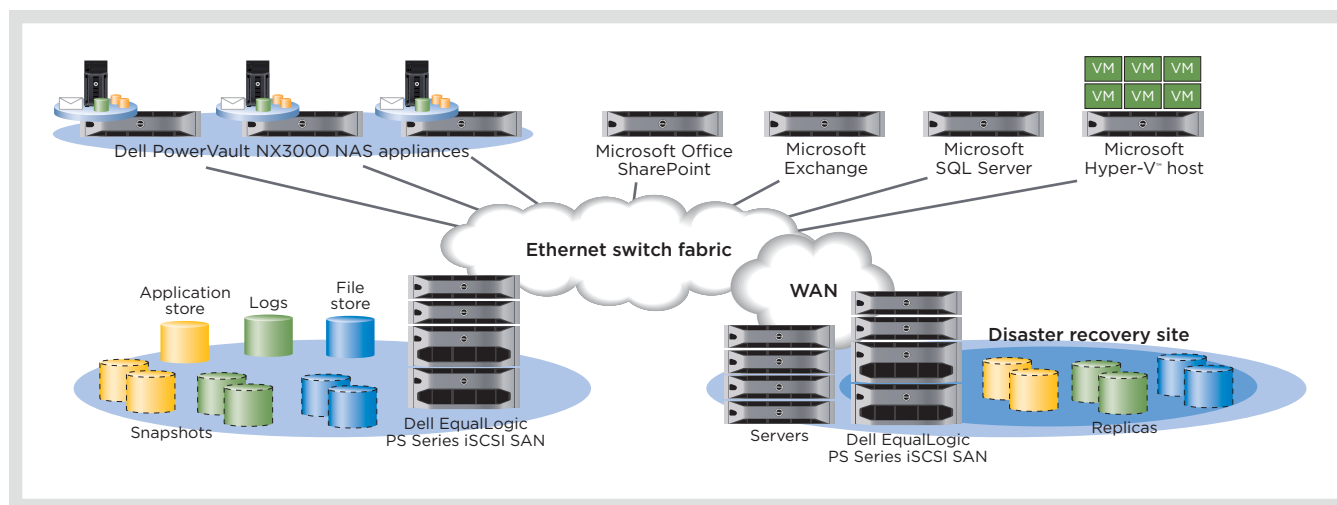 VM VM VM
VM VM VM
Dell PowerVault NX3000 NAS appliances
Microsoft Office
SharePoint
Microsoft
Exchange
Microsoft
SQL Server
Microsoft
Hyper-V™ host
Ethernet switch fabric
WAN
Application
store
Logs
File
store
Snapshots
Dell EqualLogic
PS Series iSCSI SAN
Disaster recovery site
Servers
Dell EqualLogic
PS Series iSCSI SAN
Replicas